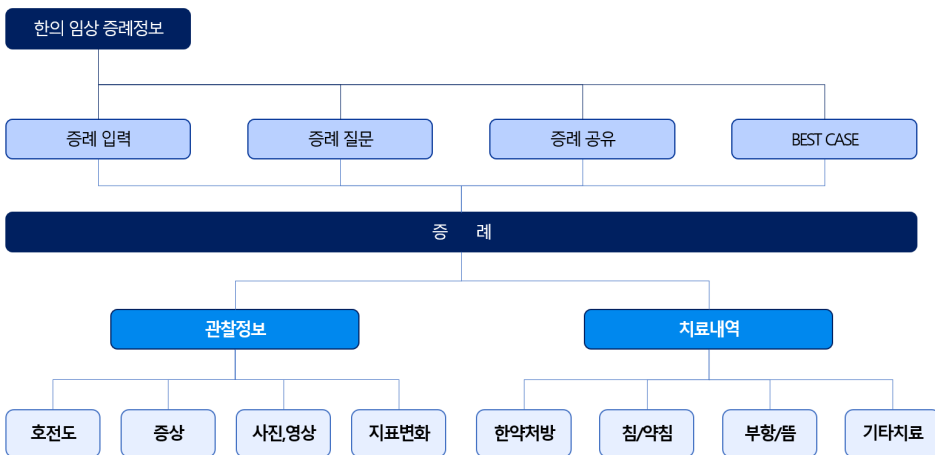 한의 임상 증례정보
증례 입력
증례 질문
증례 공유
BEST CASE
증 례
관찰정보
치료내역
호전도
증상
사진,영상
지표변화
한약처방
침/약침
부항/뜸
기타치료